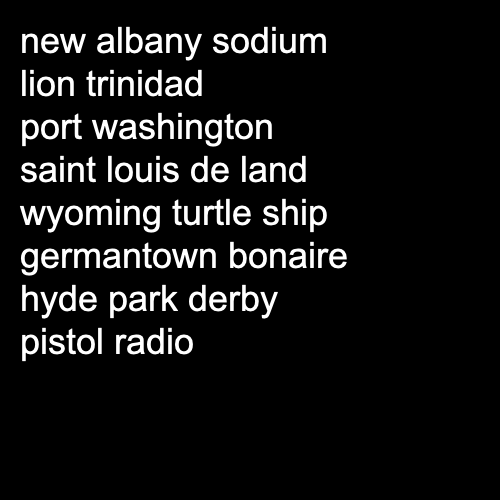 new albany sodium
lion trinidad
port washington
saint louis de land
wyoming turtle ship
germantown bonaire
hyde park derby
pistol radio